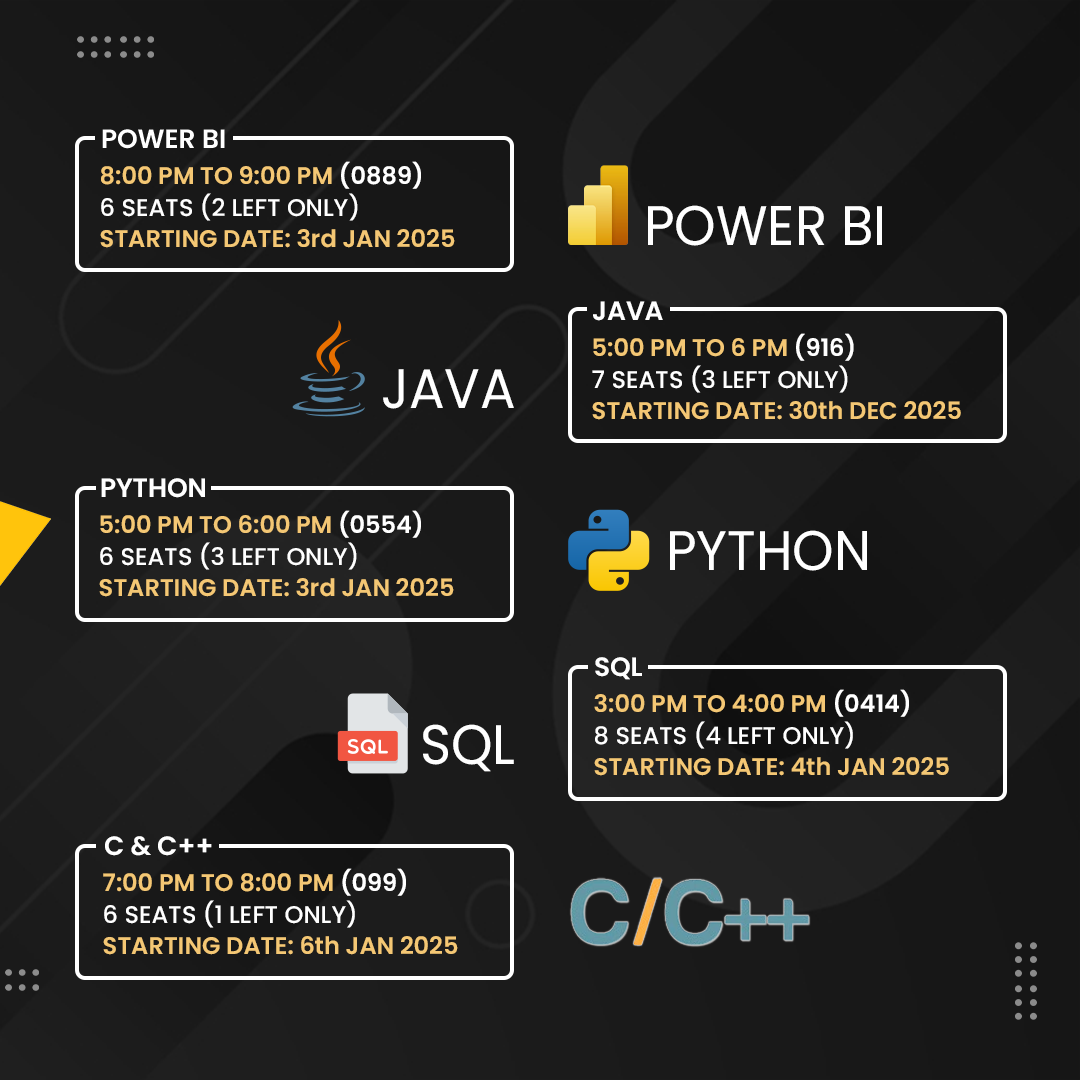 POWER BI
8:00 PM TO 9:00 PM (0889)
6 SEATS (2 LEFT ONLY)
STARTING DATE: 3rd JAN 2025
POWER BI
JAVA
JAVA
5:00 PM TO 6 PM (916)
7 SEATS (3 LEFT ONLY)
STARTING DATE: 30th DEC 2025
PYTHON
5:00 PM TO 6:00 PM (0554)
6 SEATS (3 LEFT ONLY)
STARTING DATE: 3rd JAN 2025
PYTHON
SQL
SQL
SQL
3:00 PM TO 4:00 PM (0414)
8 SEATS (4 LEFT ONLY)
STARTING DATE: 4th JAN 2025
C & C++
7:00 PM TO 8:00 PM (099)
6 SEATS (1 LEFT ONLY)
STARTING DATE: 6th JAN 2025
C/C++